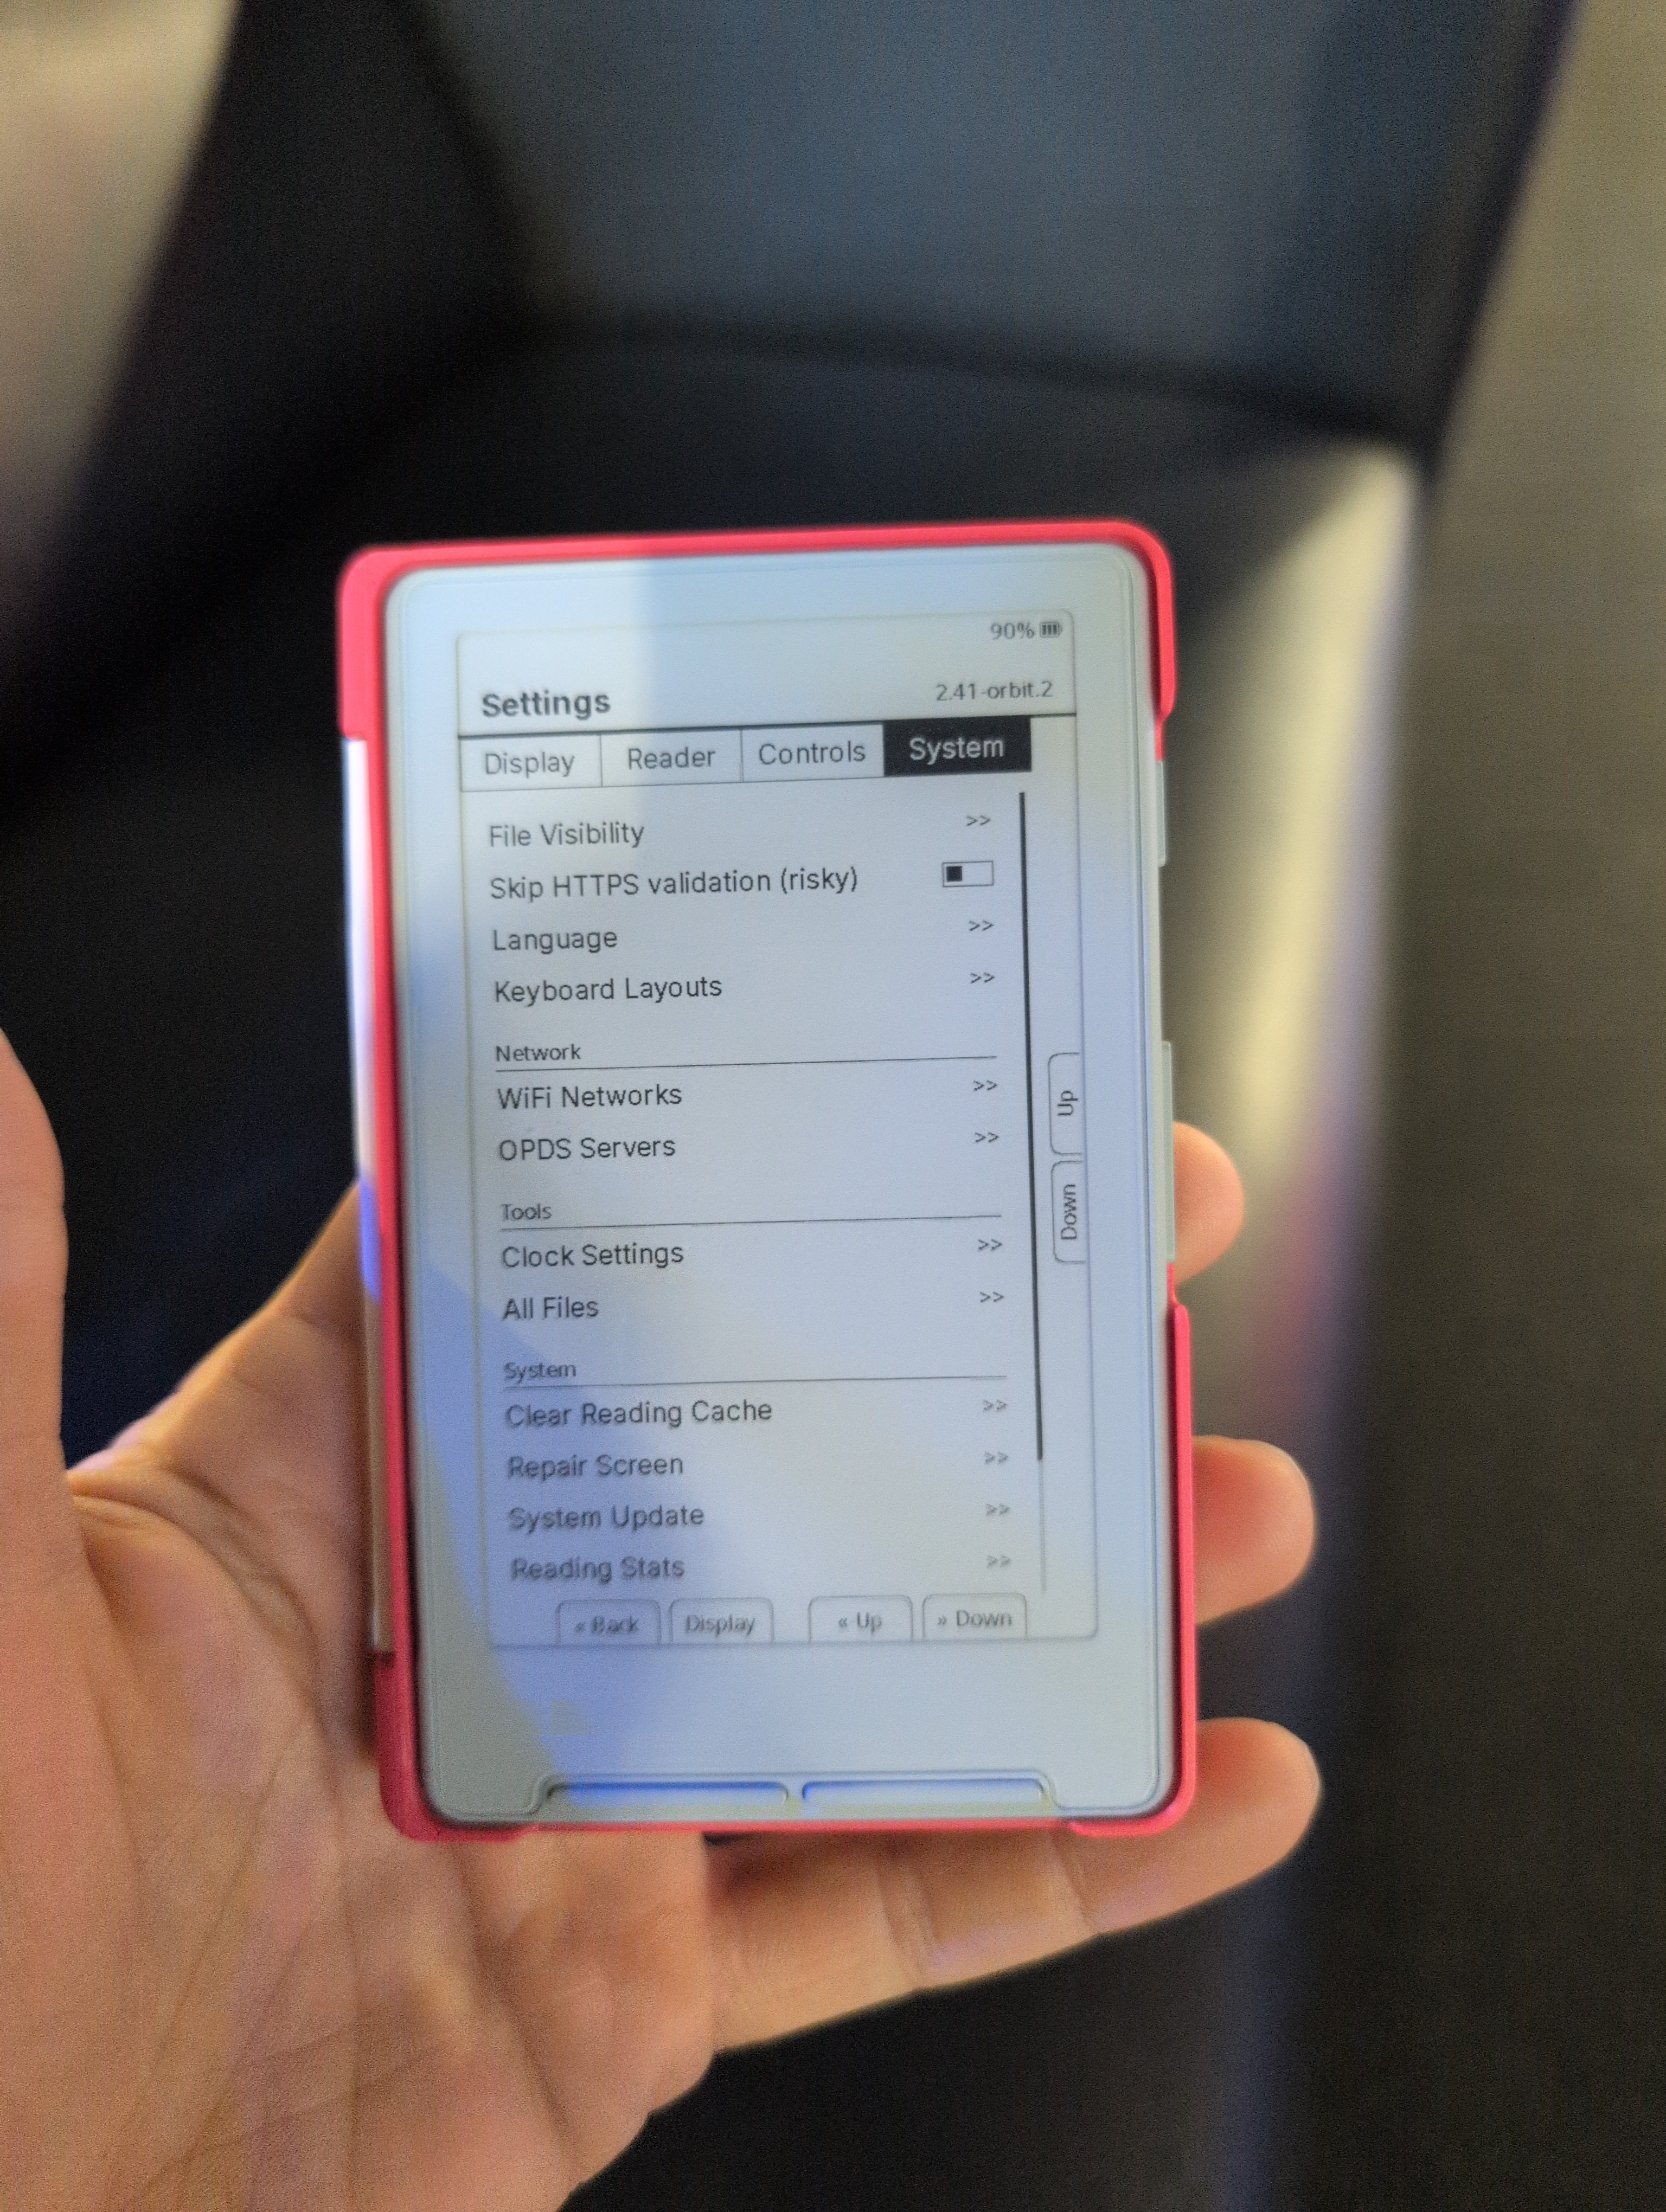 90%
Settings 2.41-orbit.2
Display Reader Controls System
File Visibility >>
Skip HTTPS validation (risky)
Language >>
Keyboard Layouts >>
Network
WiFi Networks >>
OPDS Servers >>
Tools
Clock Settings >>
All Files >>
System
Clear Reading Cache >>
Repair Screen >>
System Update >>
Reading Stats >>
Up
Down
« Back Display « Up » Down